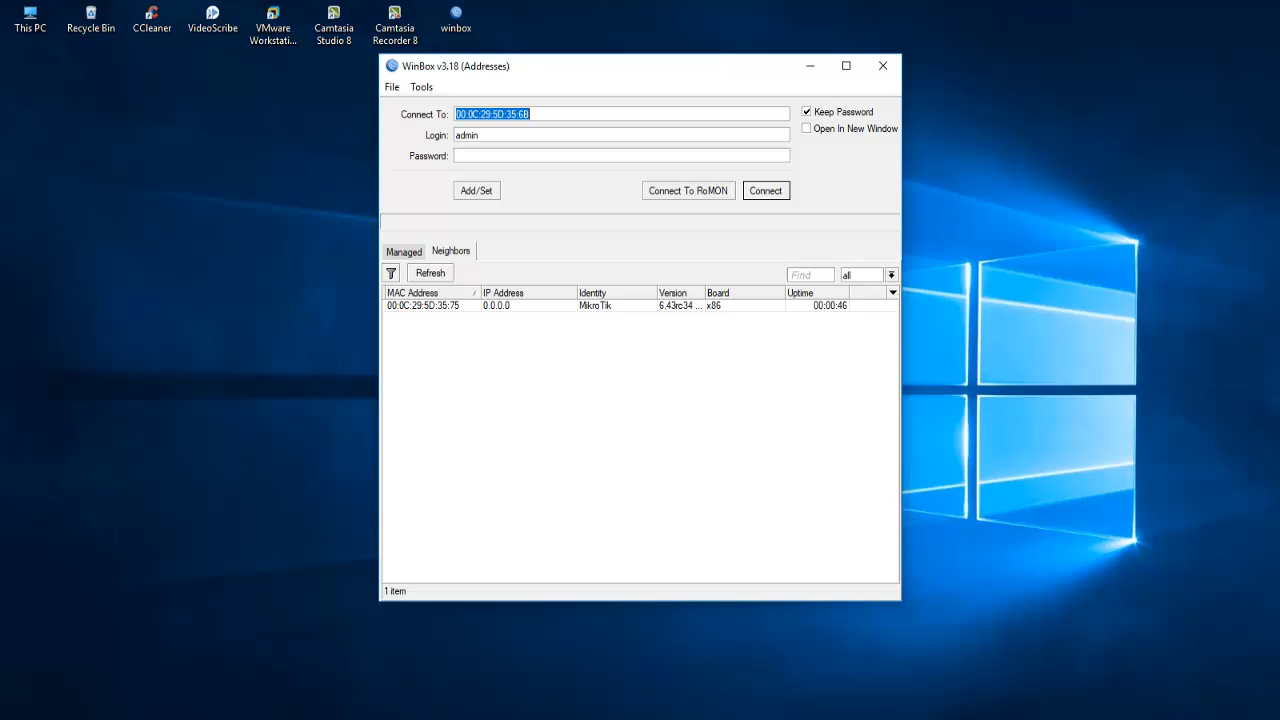 This PC
Recycle Bin
CCleaner
VideoScribe
VMware Workstati...
Camtasia Studio 8
Camtasia Recorder 8
winbox
WinBox v3.18 (Addresses)
File Tools
Connect To: 00:0C:29:5D:35:6B
Keep Password
Login: admin
Open In New Window
Password:
Add/Set
Connect To RoMON
Connect
Managed Neighbors
Refresh
Find
all
MAC Address / IP Address Identity Version Board Uptime
00:0C:29:5D:35:75 0.0.0.0 MikroTik 6.43rc34 ... x86 00:00:46
1 item